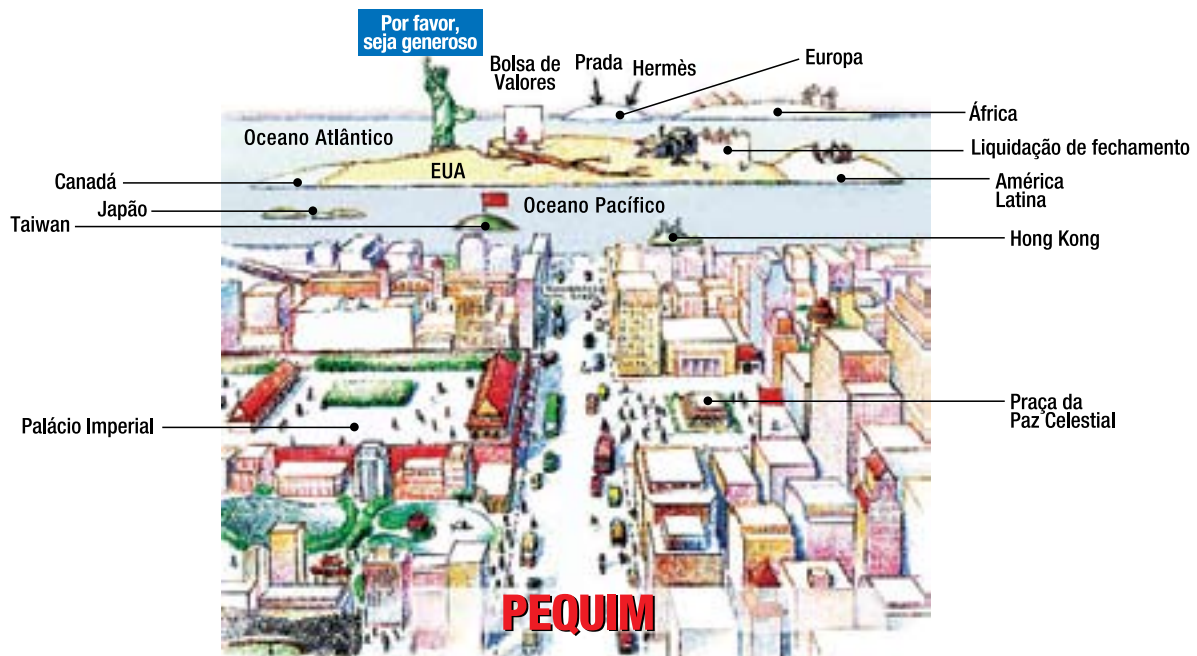 Por favor,
seja generoso
Bolsa de
Valores
Prada
Hermès
Europa
África
Oceano Atlântico
Liquidação de fechamento
EUA
Canadá
América
Latina
Japão
Oceano Pacífico
Taiwan
Hong Kong
Palácio Imperial
Praça da
Paz Celestial
PEQUIM